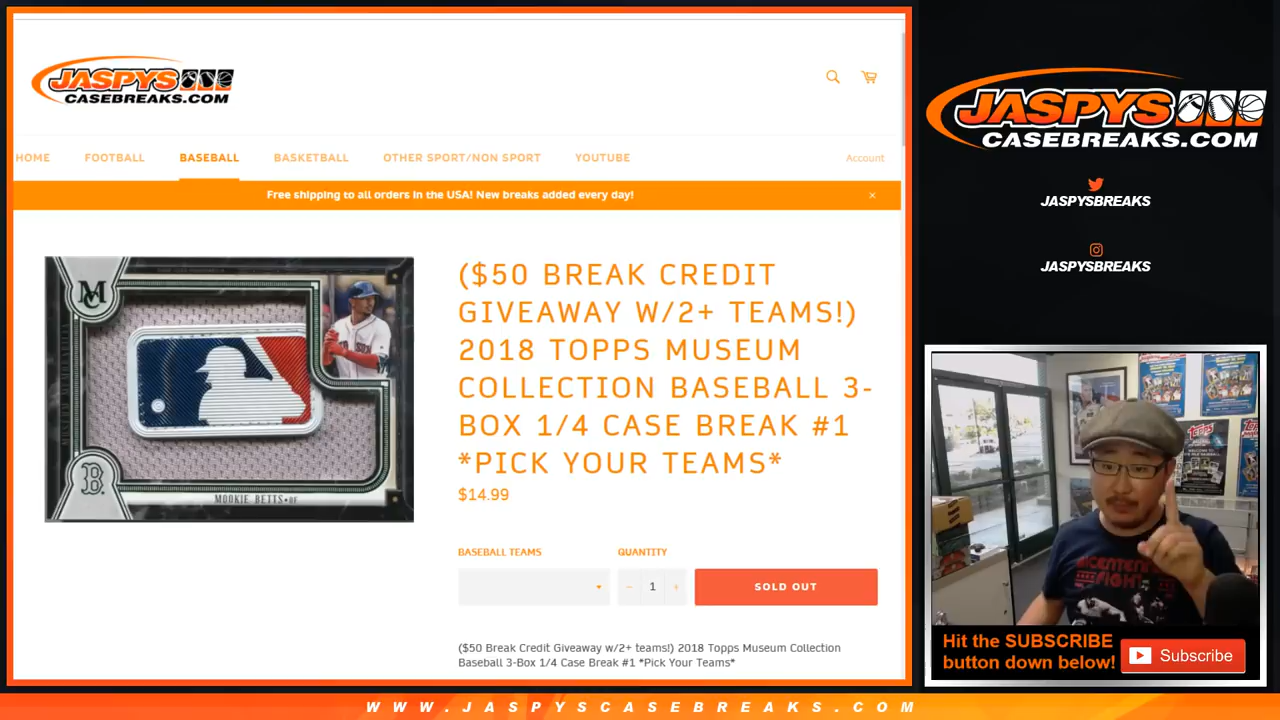 JASPYS
CASEBREAKS.COM
HOME
FOOTBALL
BASEBALL
BASKETBALL
OTHER SPORT/NON SPORT
YOUTUBE
Account
Free shipping to all orders in the USA! New breaks added every day!
×
MC
B
MOOKIE BETTS•OF
($50 BREAK CREDIT
GIVEAWAY W/2+ TEAMS!)
2018 TOPPS MUSEUM
COLLECTION BASEBALL 3-
BOX 1/4 CASE BREAK #1
*PICK YOUR TEAMS*
$14.99
BASEBALL TEAMS
QUANTITY
− 1 +
SOLD OUT
($50 Break Credit Giveaway w/2+ teams!) 2018 Topps Museum Collection
Baseball 3-Box 1/4 Case Break #1 *Pick Your Teams*
JASPYS
CASEBREAKS.COM
JASPYSBREAKS
JASPYSBREAKS
TOPPS
Hit the SUBSCRIBE
button down below!
Subscribe
WWW.JASPYSCASEBREAKS.COM